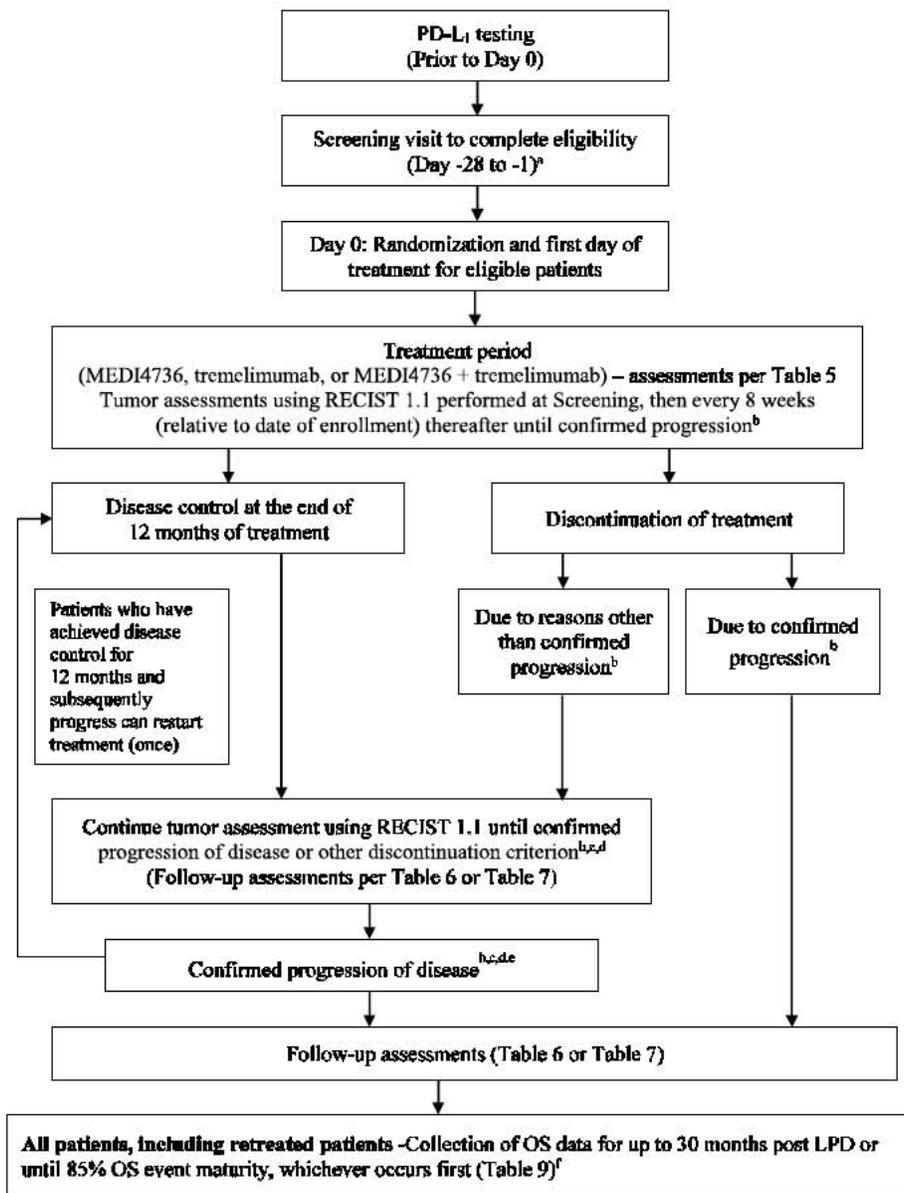 PD-L1 testing
(Prior to Day 0)
Screening visit to complete eligibility
(Day -28 to -1)a
Day 0: Randomization and first day of
treatment for eligible patients
Treatment period
(MEDI4736, tremelimumab, or MEDI4736 + tremelimumab) – assessments per Table 5
Tumor assessments using RECIST 1.1 performed at Screening, then every 8 weeks
(relative to date of enrollment) thereafter until confirmed progressionb
Disease control at the end of
12 months of treatment
Discontinuation of treatment
Patients who have
achieved disease
control for
12 months and
subsequently
progress can restart
treatment (once)
Due to reasons other
than confirmed
progressionb
Due to confirmed
progressionb
Continue tumor assessment using RECIST 1.1 until confirmed
progression of disease or other discontinuation criterionb,c,d
(Follow-up assessments per Table 6 or Table 7)
Confirmed progression of diseaseb,c,d,e
Follow-up assessments (Table 6 or Table 7)
All patients, including retreated patients -Collection of OS data for up to 30 months post LPD or
until 85% OS event maturity, whichever occurs first (Table 9)f